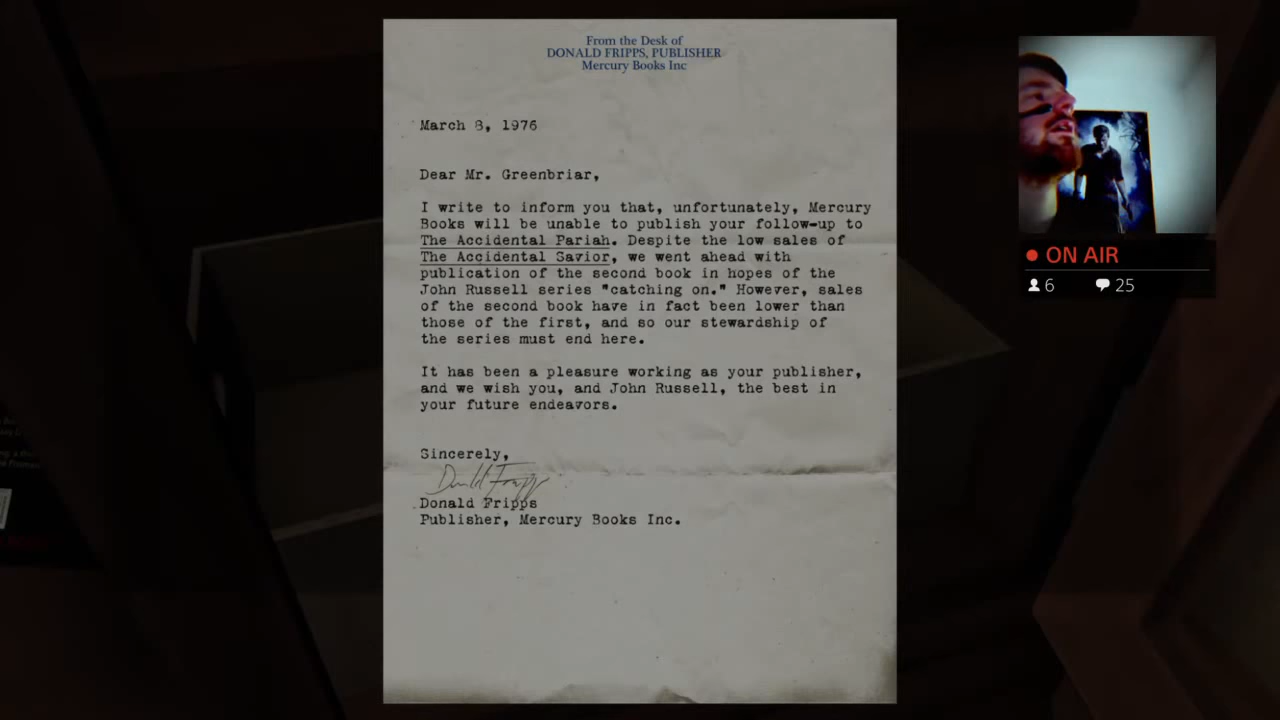 From the Desk of
DONALD FRIPPS, PUBLISHER
Mercury Books Inc
March 8, 1976
Dear Mr. Greenbriar,
I write to inform you that, unfortunately, Mercury
Books will be unable to publish your follow-up to
The Accidental Pariah. Despite the low sales of
The Accidental Savior, we went ahead with
publication of the second book in hopes of the
John Russell series "catching on." However, sales
of the second book have in fact been lower than
those of the first, and so our stewardship of
the series must end here.
It has been a pleasure working as your publisher,
and we wish you, and John Russell, the best in
your future endeavors.
Sincerely,
Donald Fripps
Donald Fripps
Publisher, Mercury Books Inc.
ON AIR
6 25